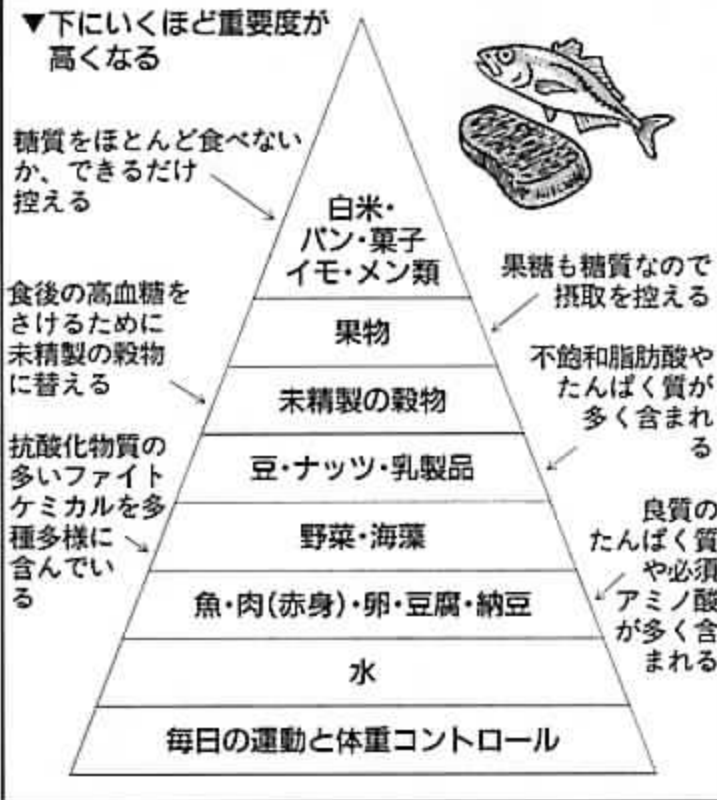 ▼下にいくほど重要度が
高くなる
糖質をほとんど食べない
か、できるだけ
控える
白米・
パン・菓子
イモ・メン類
果糖も糖質なので
摂取を控える
食後の高血糖を
さけるために
未精製の穀物
に替える
果物
不飽和脂肪酸や
たんぱく質が
多く含まれ
る
未精製の穀物
抗酸化物質の
多いファイト
ケミカルを多
種多様に
含んでい
る
豆・ナッツ・乳製品
良質の
たんぱく質
や必須
アミノ酸
が多く含
まれる
野菜・海藻
魚・肉(赤身)・卵・豆腐・納豆
水
毎日の運動と体重コントロール